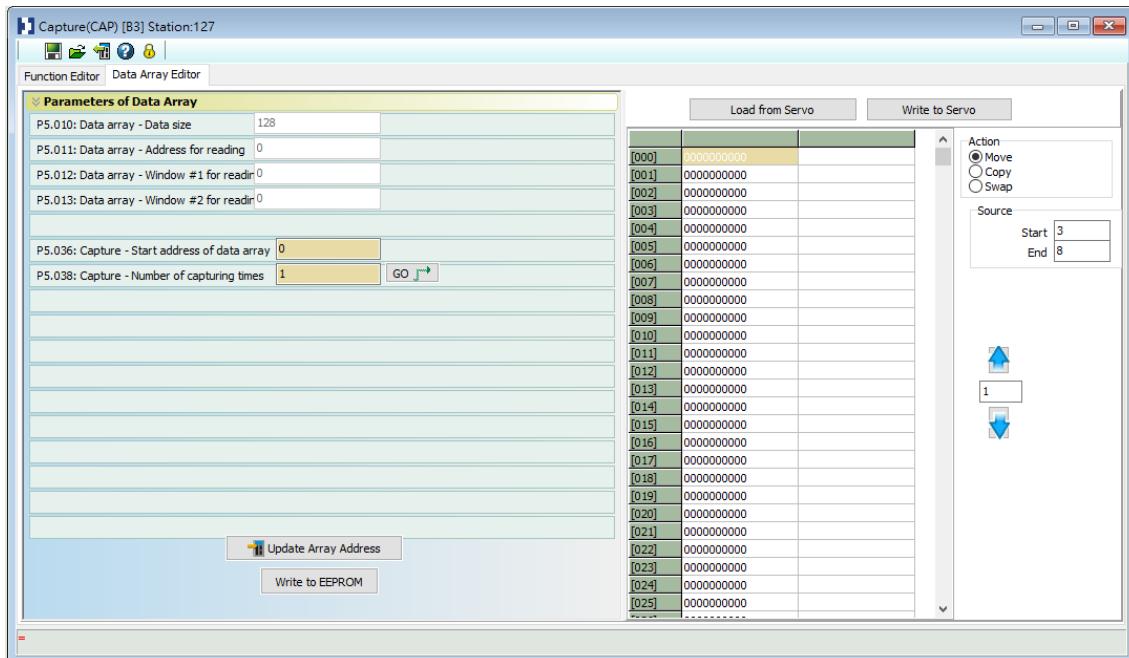 Capture(CAP) [B3] Station:127
Function Editor Data Array Editor
Parameters of Data Array
P5.010: Data array - Data size 128
P5.011: Data array - Address for reading 0
P5.012: Data array - Window #1 for readin 0
P5.013: Data array - Window #2 for readin 0
P5.036: Capture - Start address of data array 0
P5.038: Capture - Number of capturing times 1 GO
Update Array Address
Write to EEPROM
Load from Servo Write to Servo
[000] 0000000000
[001] 0000000000
[002] 0000000000
[003] 0000000000
[004] 0000000000
[005] 0000000000
[006] 0000000000
[007] 0000000000
[008] 0000000000
[009] 0000000000
[010] 0000000000
[011] 0000000000
[012] 0000000000
[013] 0000000000
[014] 0000000000
[015] 0000000000
[016] 0000000000
[017] 0000000000
[018] 0000000000
[019] 0000000000
[020] 0000000000
[021] 0000000000
[022] 0000000000
[023] 0000000000
[024] 0000000000
[025] 0000000000
Action
Move
Copy
Swap
Source
Start 3
End 8
1
=